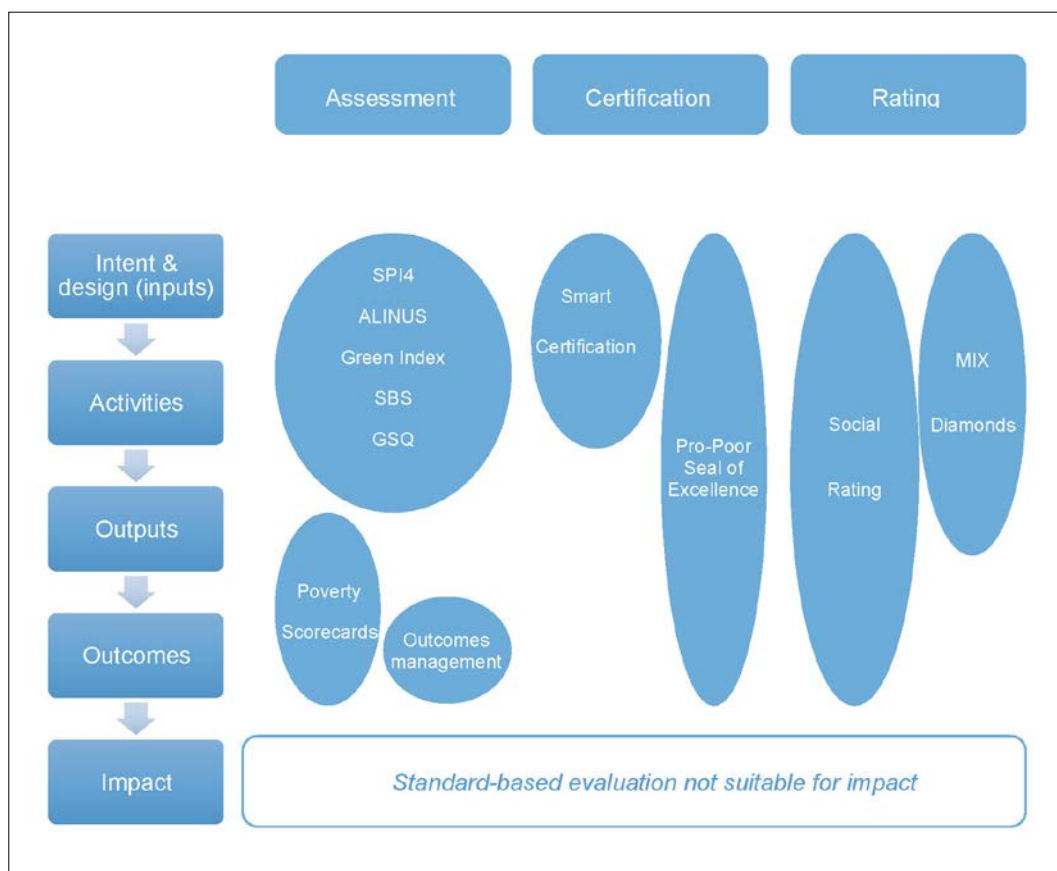 Assessment
Certification
Rating
Intent &
design (inputs)
Activities
Outputs
Outcomes
Impact
SPI4
ALINUS
Green Index
SBS
GSQ
Poverty
Scorecards
Outcomes
management
Smart
Certification
Pro-Poor
Seal of
Excellence
Social
Rating
MIX
Diamonds
Standard-based evaluation not suitable for impact